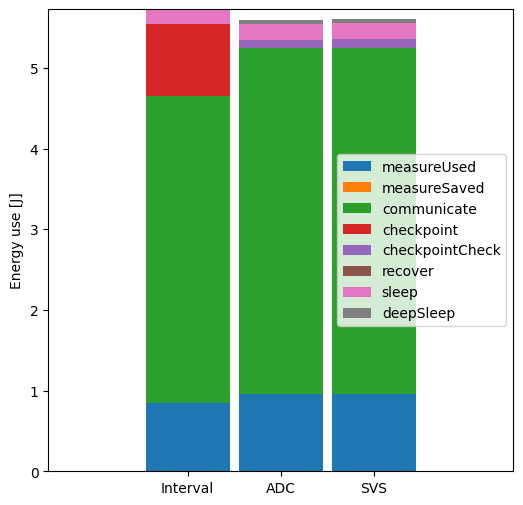 Energy use [J]
5
4
3
2
1
0
measureUsed
measureSaved
communicate
checkpoint
checkpointCheck
recover
sleep
deepSleep
Interval ADC SVS